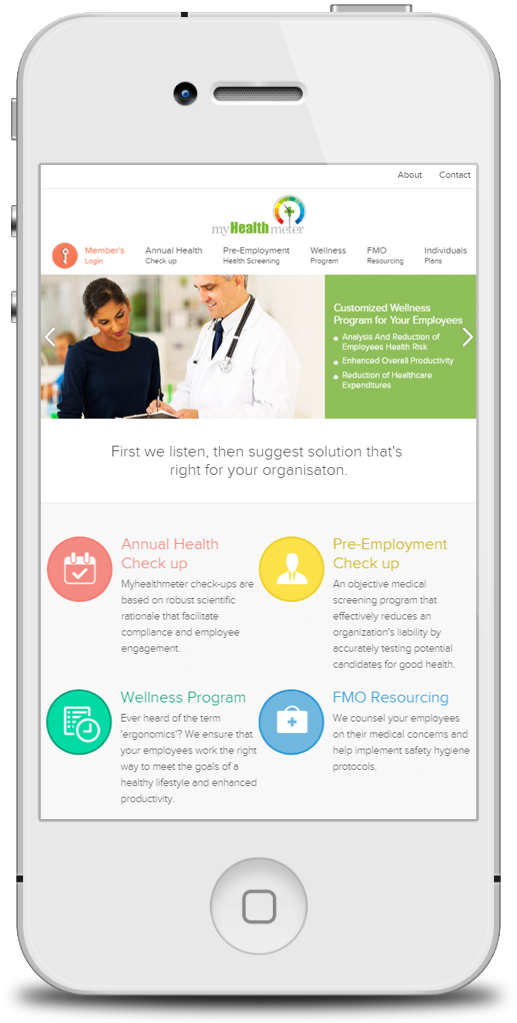 About Contact
myHealthmeter
Member's Annual Health Pre-Employment Wellness FMO Individuals
Login Check up Health Screening Program Resourcing Plans
Customized Wellness
Program for Your Employees
Analysis And Reduction of
Employees Health Risk
Enhanced Overall Productivity
Reduction of Healthcare
Expenditures
First we listen, then suggest solution that's
right for your organisaton.
Annual Health
Check up
Myhealthmeter check-ups are
based on robust scientific
rationale that facilitate
compliance and employee
engagement.
Pre-Employment
Check up
An objective medical
screening program that
effectively reduces an
organization's liability by
accurately testing potential
candidates for good health.
Wellness Program
Ever heard of the term
'ergonomics'? We ensure that
your employees work the right
way to meet the goals of a
healthy lifestyle and enhanced
productivity.
FMO Resourcing
We counsel your employees
on their medical concerns and
help implement safety hygiene
protocols.